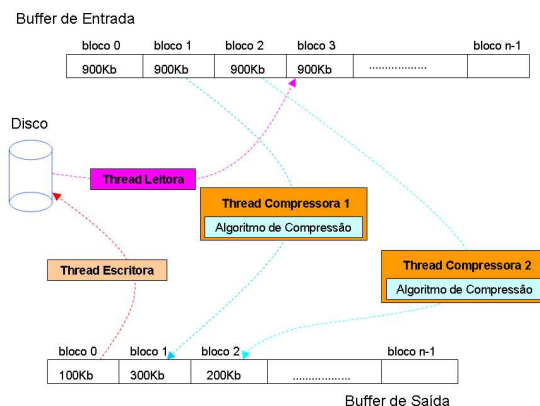 Buffer de Entrada
bloco 0 bloco 1 bloco 2 bloco 3 bloco n-1
900Kb 900Kb 900Kb 900Kb ..................
Disco
Thread Leitora
Thread Compressora 1
Algoritmo de Compressão
Thread Escritora
Thread Compressora 2
Algoritmo de Compressão
bloco 0 bloco 1 bloco 2 bloco n-1
100Kb 300Kb 200Kb ..................
Buffer de Saída